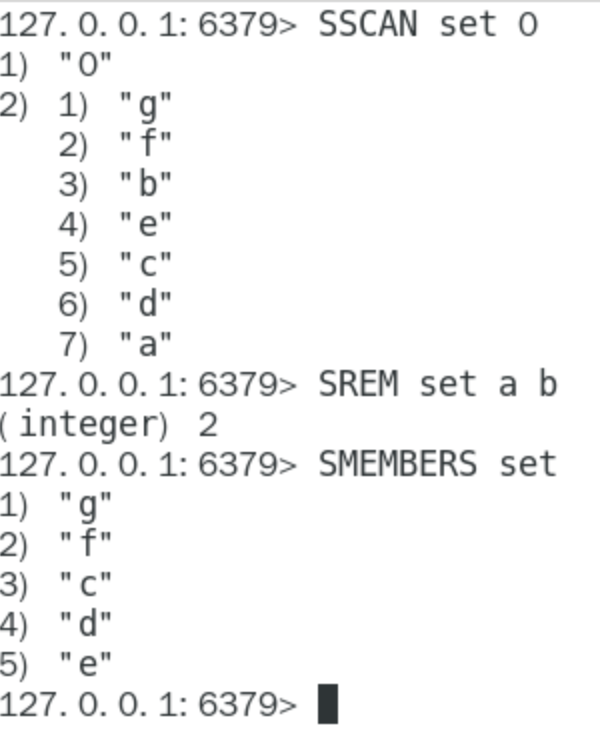 127.0.0.1:6379> SSCAN set 0
1) "0"
2) 1) "g"
   2) "f"
   3) "b"
   4) "e"
   5) "c"
   6) "d"
   7) "a"
127.0.0.1:6379> SREM set a b
(integer) 2
127.0.0.1:6379> SMEMBERS set
1) "g"
2) "f"
3) "c"
4) "d"
5) "e"
127.0.0.1:6379>